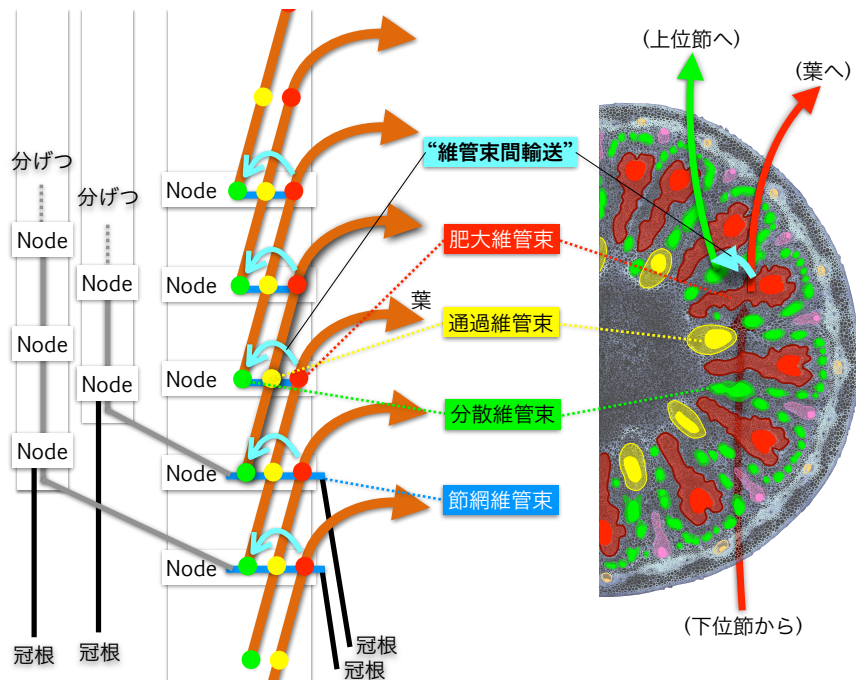 分げつ
分げつ
Node
Node
Node
Node
Node
冠根
冠根
Node
Node
Node
Node
Node
葉
冠根
冠根
“維管束間輸送”
肥大維管束
通過維管束
分散維管束
節網維管束
(上位節へ)
(葉へ)
(下位節から)